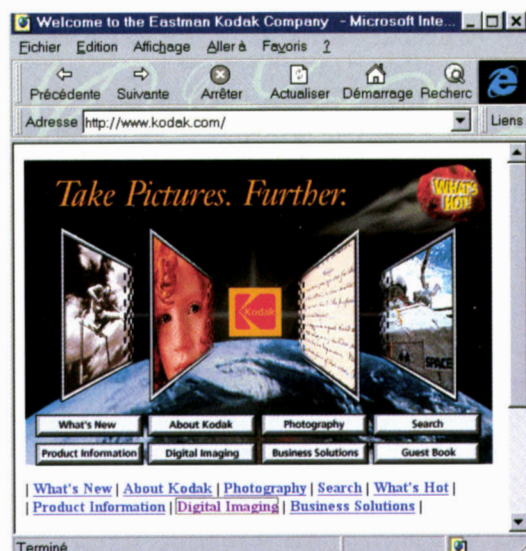 Welcome to the Eastman Kodak Company - Microsoft Inte...
Fichier Edition Affichage Aller à Favoris ?
Précédente Suivante Arrêter Actualiser Démarrage Recherc
Adresse http://www.kodak.com/ Liens
Take Pictures. Further.
WHAT'S HOT!
Kodak
SPACE
What's New About Kodak Photography Search
Product Information Digital Imaging Business Solutions Guest Book
| What's New | About Kodak | Photography | Search | What's Hot |
| Product Information | Digital Imaging | Business Solutions |
Terminé